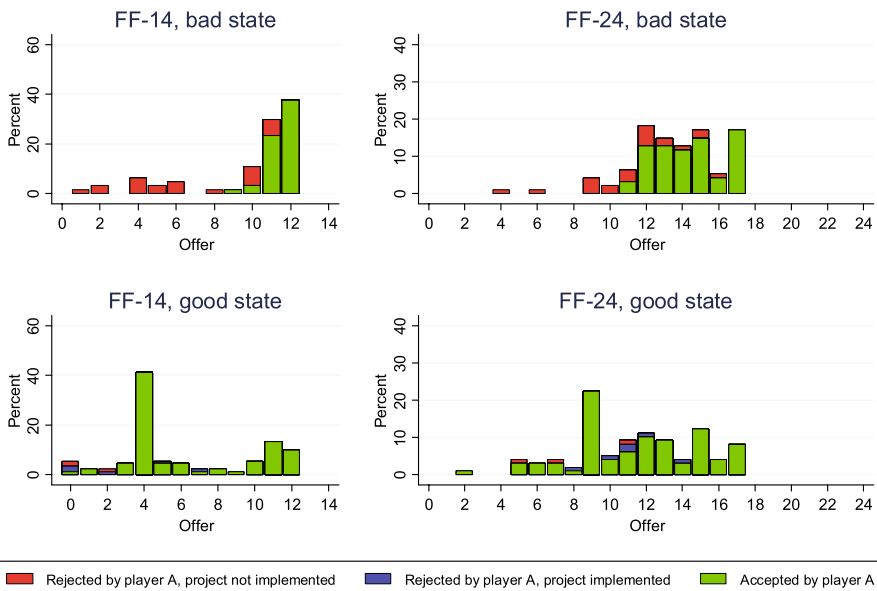 FF-14, bad state
Percent
60
40
20
0
0 2 4 6 8 10 12 14
Offer
FF-24, bad state
Percent
40
30
20
10
0
0 2 4 6 8 10 12 14 16 18 20 22 24
Offer
FF-14, good state
Percent
60
40
20
0
0 2 4 6 8 10 12 14
Offer
FF-24, good state
Percent
40
30
20
10
0
0 2 4 6 8 10 12 14 16 18 20 22 24
Offer
Rejected by player A, project not implemented Rejected by player A, project implemented Accepted by player A